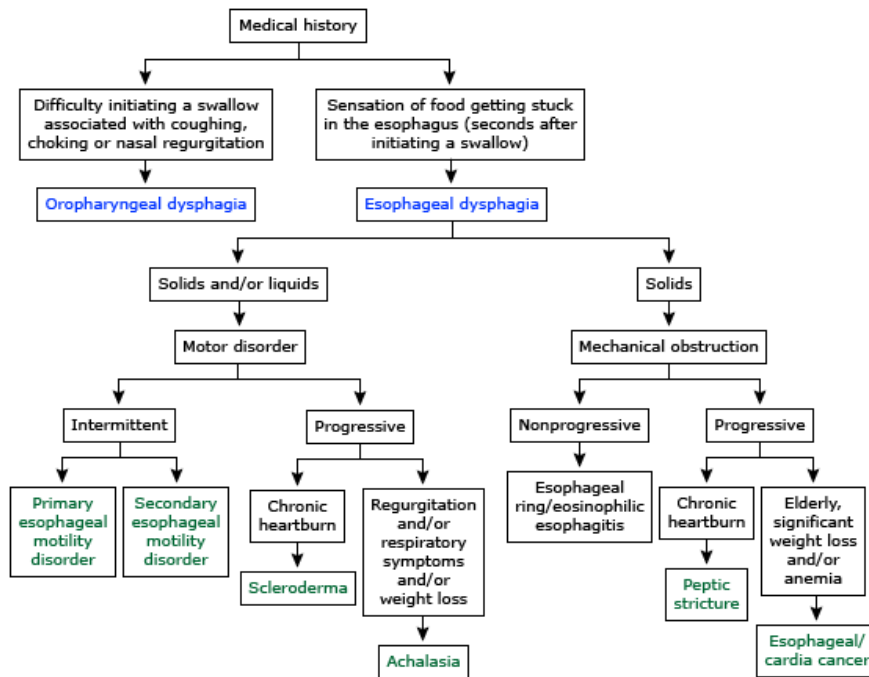 Medical history
Difficulty initiating a swallow
associated with coughing,
choking or nasal regurgitation
Sensation of food getting stuck
in the esophagus (seconds after
initiating a swallow)
Oropharyngeal dysphagia
Esophageal dysphagia
Solids and/or liquids
Solids
Motor disorder
Mechanical obstruction
Intermittent
Progressive
Nonprogressive
Progressive
Primary
esophageal
motility
disorder
Secondary
esophageal
motility
disorder
Chronic
heartburn
Regurgitation
and/or
respiratory
symptoms
and/or
weight loss
Esophageal
ring/eosinophilic
esophagitis
Chronic
heartburn
Elderly,
significant
weight loss
and/or
anemia
Scleroderma
Peptic
stricture
Achalasia
Esophageal/
cardia cancer